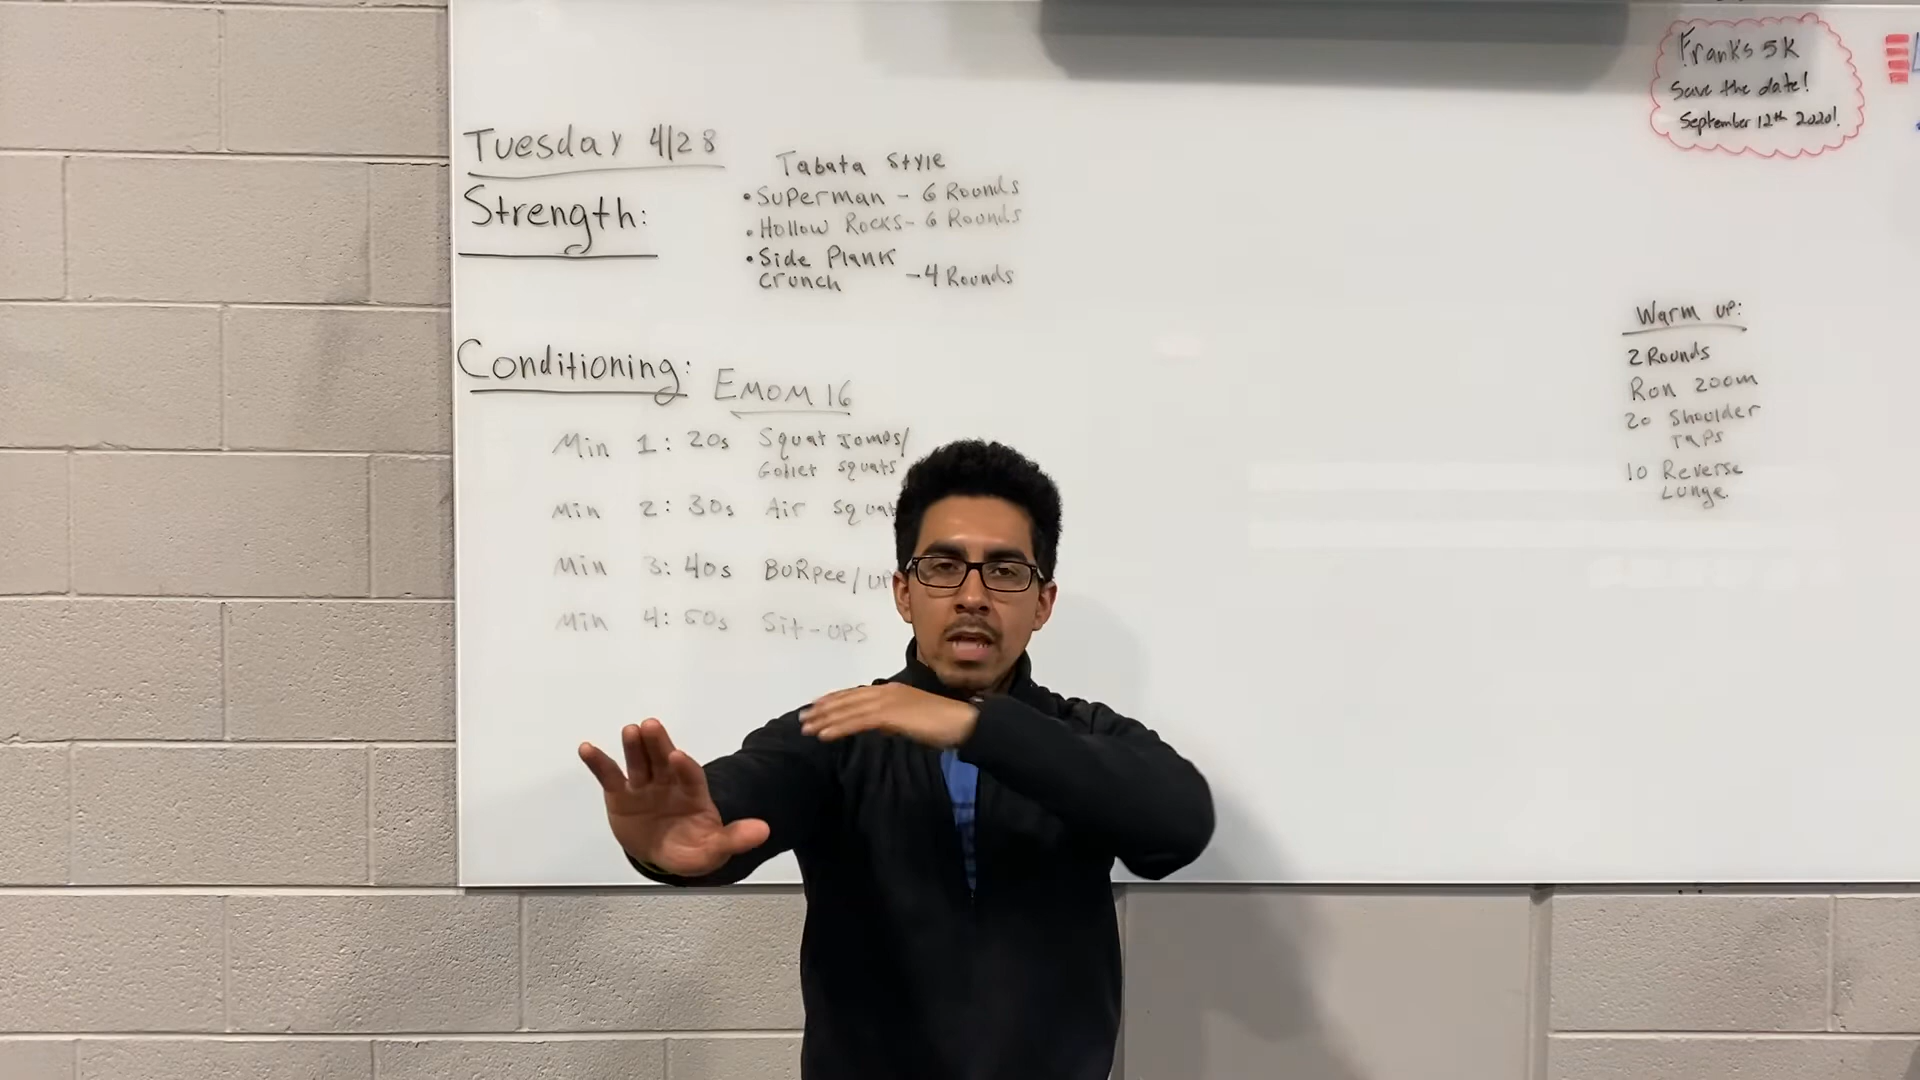 Tuesday 4/28
Strength:
Tabata Style
• Superman - 6 Rounds
• Hollow Rocks - 6 Rounds
• Side Plank
Crunch - 4 Rounds
Conditioning:
EMOM 16
Min 1: 20s Squat Jumps/
Goblet squats
Min 2: 30s Air Squat
Min 3: 40s Burpee/UP
Min 4: 50s Sit-ups
Frank's 5K
Save the date!
September 12th 2020!
Warm up:
2 Rounds
Run 200m
20 Shoulder
Taps
10 Reverse
Lunge